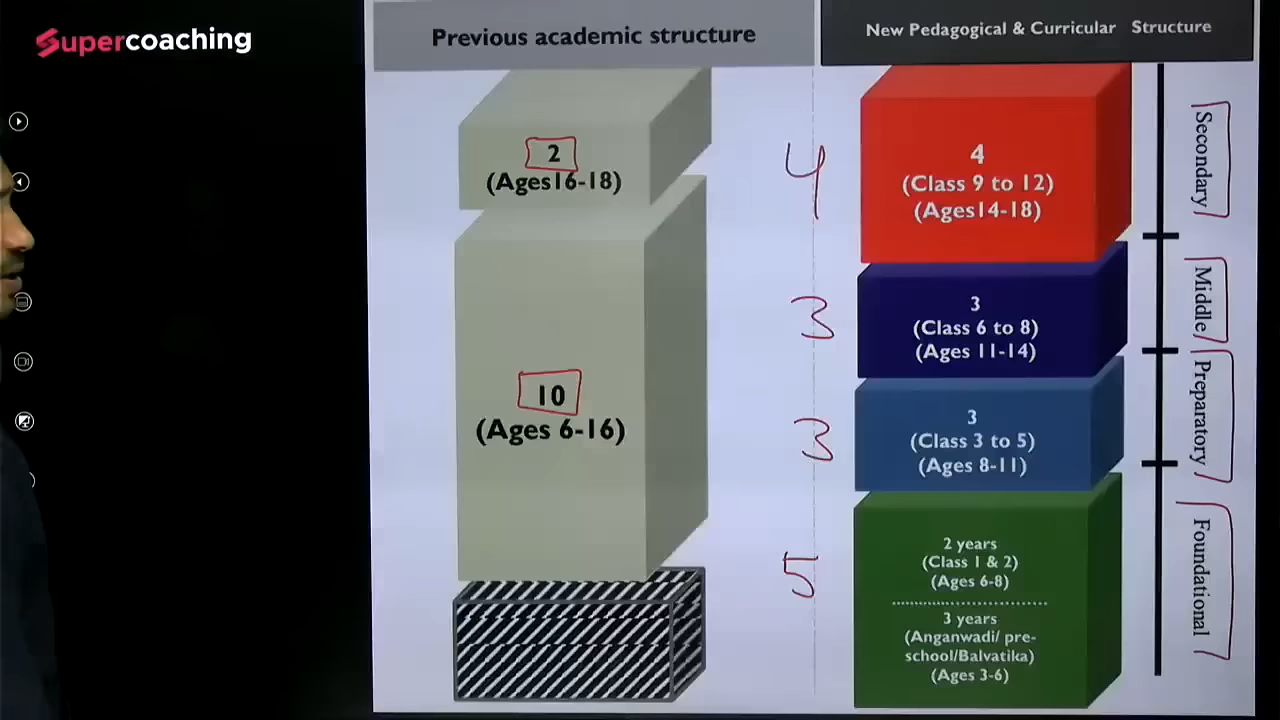 Supercoaching
Previous academic structure
New Pedagogical & Curricular Structure
2
(Ages16-18)
10
(Ages 6-16)
4
3
3
5
4
(Class 9 to 12)
(Ages14-18)
3
(Class 6 to 8)
(Ages 11-14)
3
(Class 3 to 5)
(Ages 8-11)
2 years
(Class 1 & 2)
(Ages 6-8)
3 years
(Anganwadi/ pre-
school/Balvatika)
(Ages 3-6)
Secondary
Middle
Preparatory
Foundational